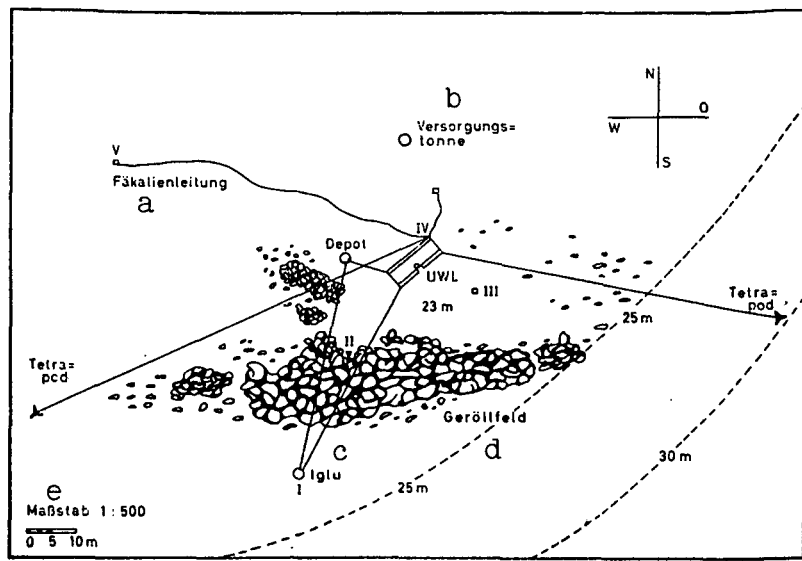 b
N
W O
S
Versorgungs=
tonne
V
Fäkalienleitung
a
IV
Depot
UWL
III
23 m
25 m
Tetra=
pod
II
Tetra=
pcd
Geröllfeld
c
d
30 m
Iglu
I
25 m
e
Maßstab 1 : 500
0 5 10 m